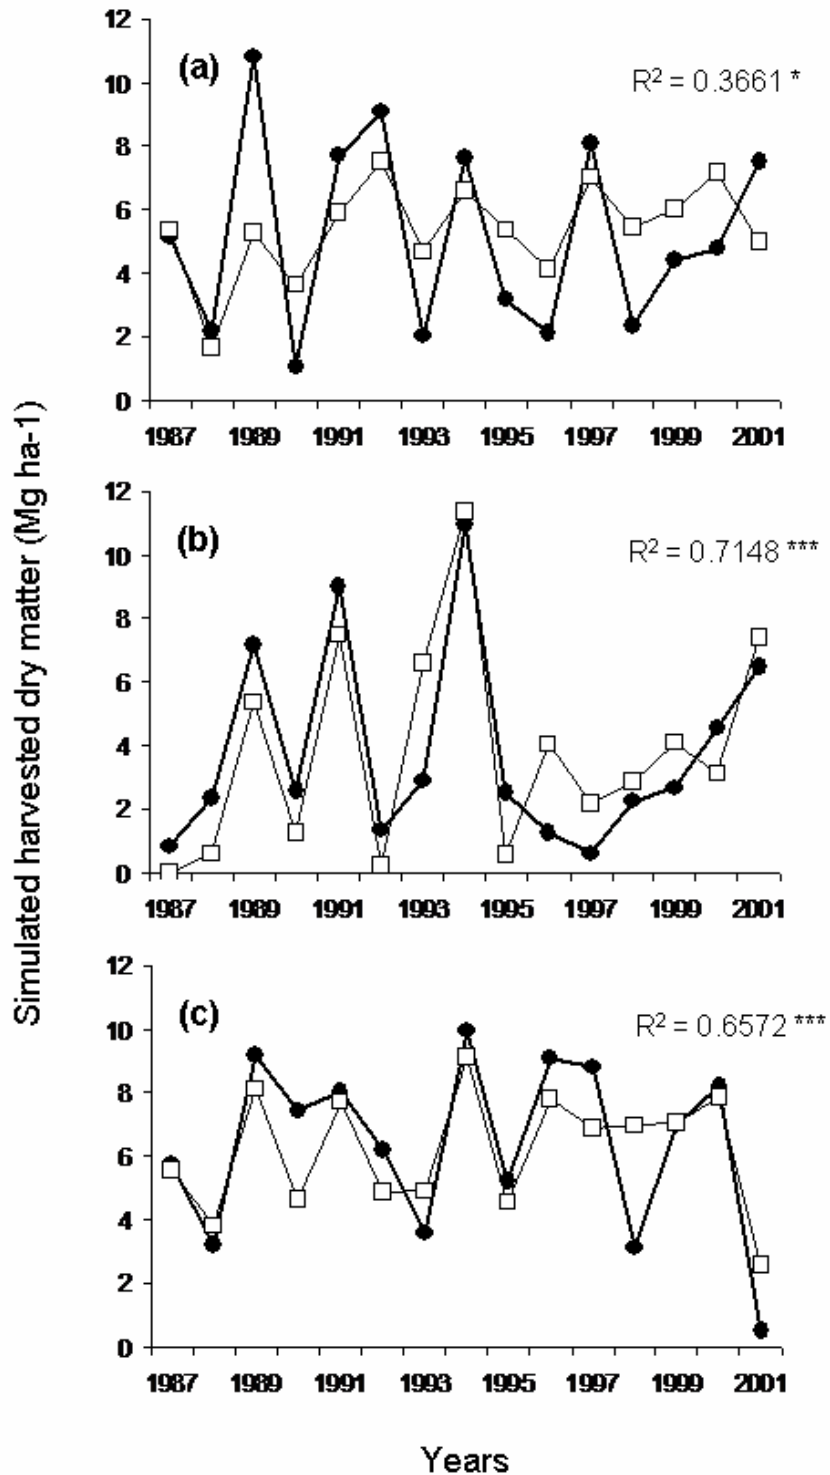 Simulated harvested dry matter (Mg ha-1)
12
(a)
R² = 0.3661 *
10
8
6
4
2
0
1987 1989 1991 1993 1995 1997 1999 2001
12
(b)
R² = 0.7148 ***
10
8
6
4
2
0
1987 1989 1991 1993 1995 1997 1999 2001
12
(c)
R² = 0.6572 ***
10
8
6
4
2
0
1987 1989 1991 1993 1995 1997 1999 2001
Years